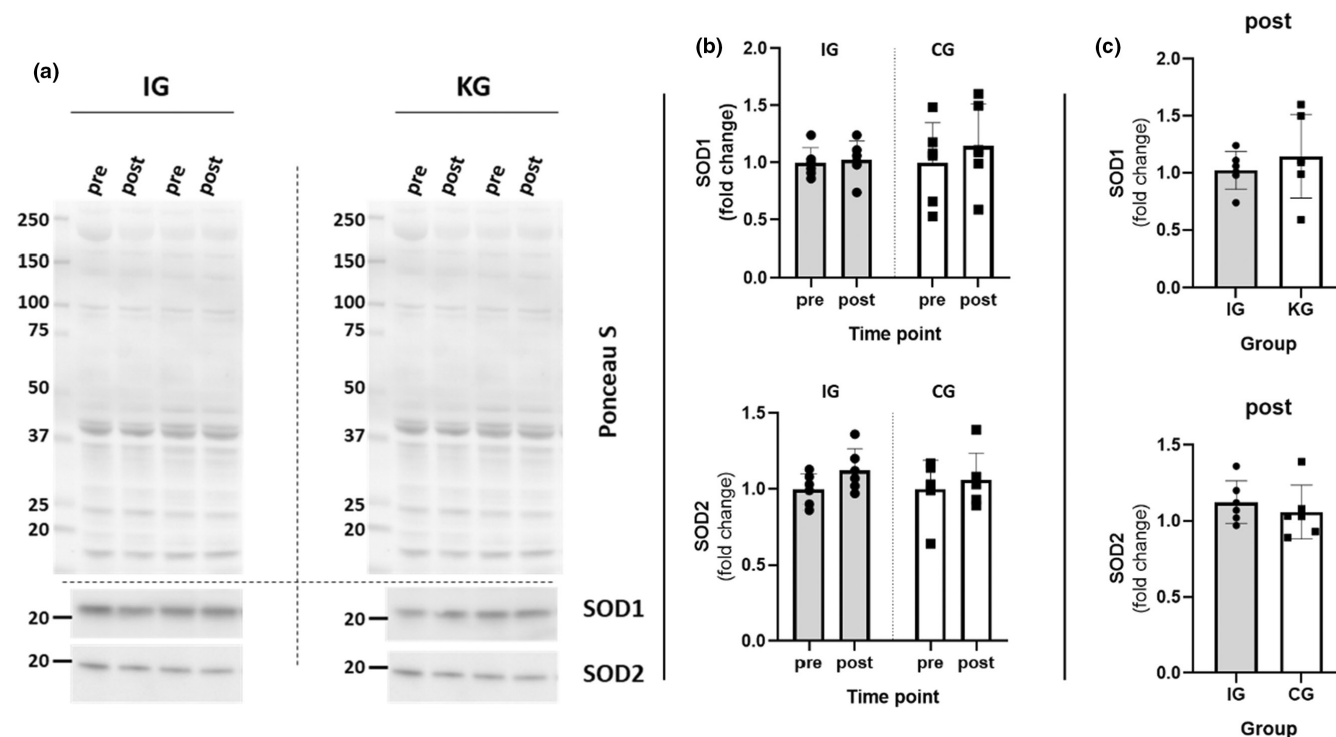 (a)
IG
KG
pre post pre post
pre post pre post
250
150
100
75
50
37
25
20
250
150
100
75
50
37
25
20
Ponceau S
20
20
SOD1
20
20
SOD2
(b)
IG CG
SOD1
(fold change)
2.0
1.5
1.0
0.5
0.0
pre post pre post
Time point
IG CG
SOD2
(fold change)
1.5
1.0
0.5
0.0
pre post pre post
Time point
(c)
post
SOD1
(fold change)
2.0
1.5
1.0
0.5
0.0
IG KG
Group
post
SOD2
(fold change)
1.5
1.0
0.5
0.0
IG CG
Group